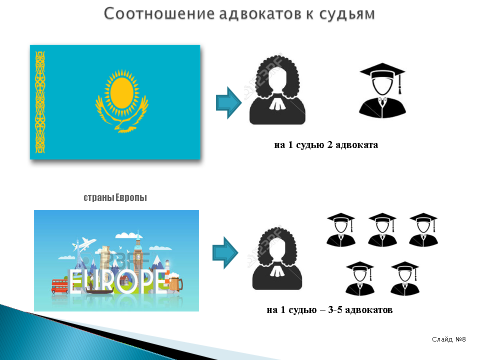 Соотношение адвокатов к судьям
на 1 судью 2 адвоката
страны Европы
EUROPE
на 1 судью – 3-5 адвокатов
Слайд №8